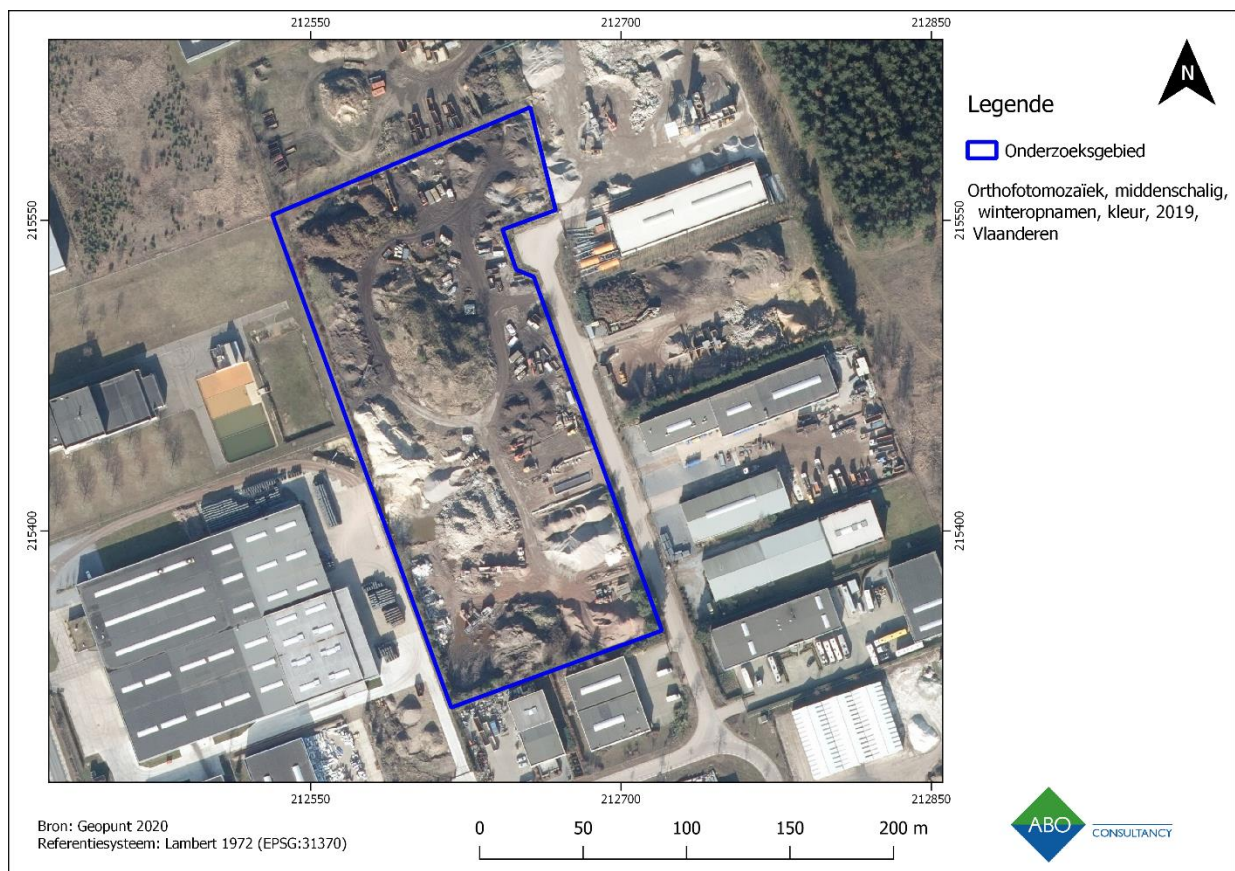 212550
212700
212850
N
Legende
Onderzoeksgebied
Orthofotomozaïek, middenschalig,
winteropnamen, kleur, 2019,
Vlaanderen
215550
215550
215400
215400
212550
212700
212850
Bron: Geopunt 2020
Referentiesysteem: Lambert 1972 (EPSG:31370)
0 50 100 150 200 m
ABO
CONSULTANCY